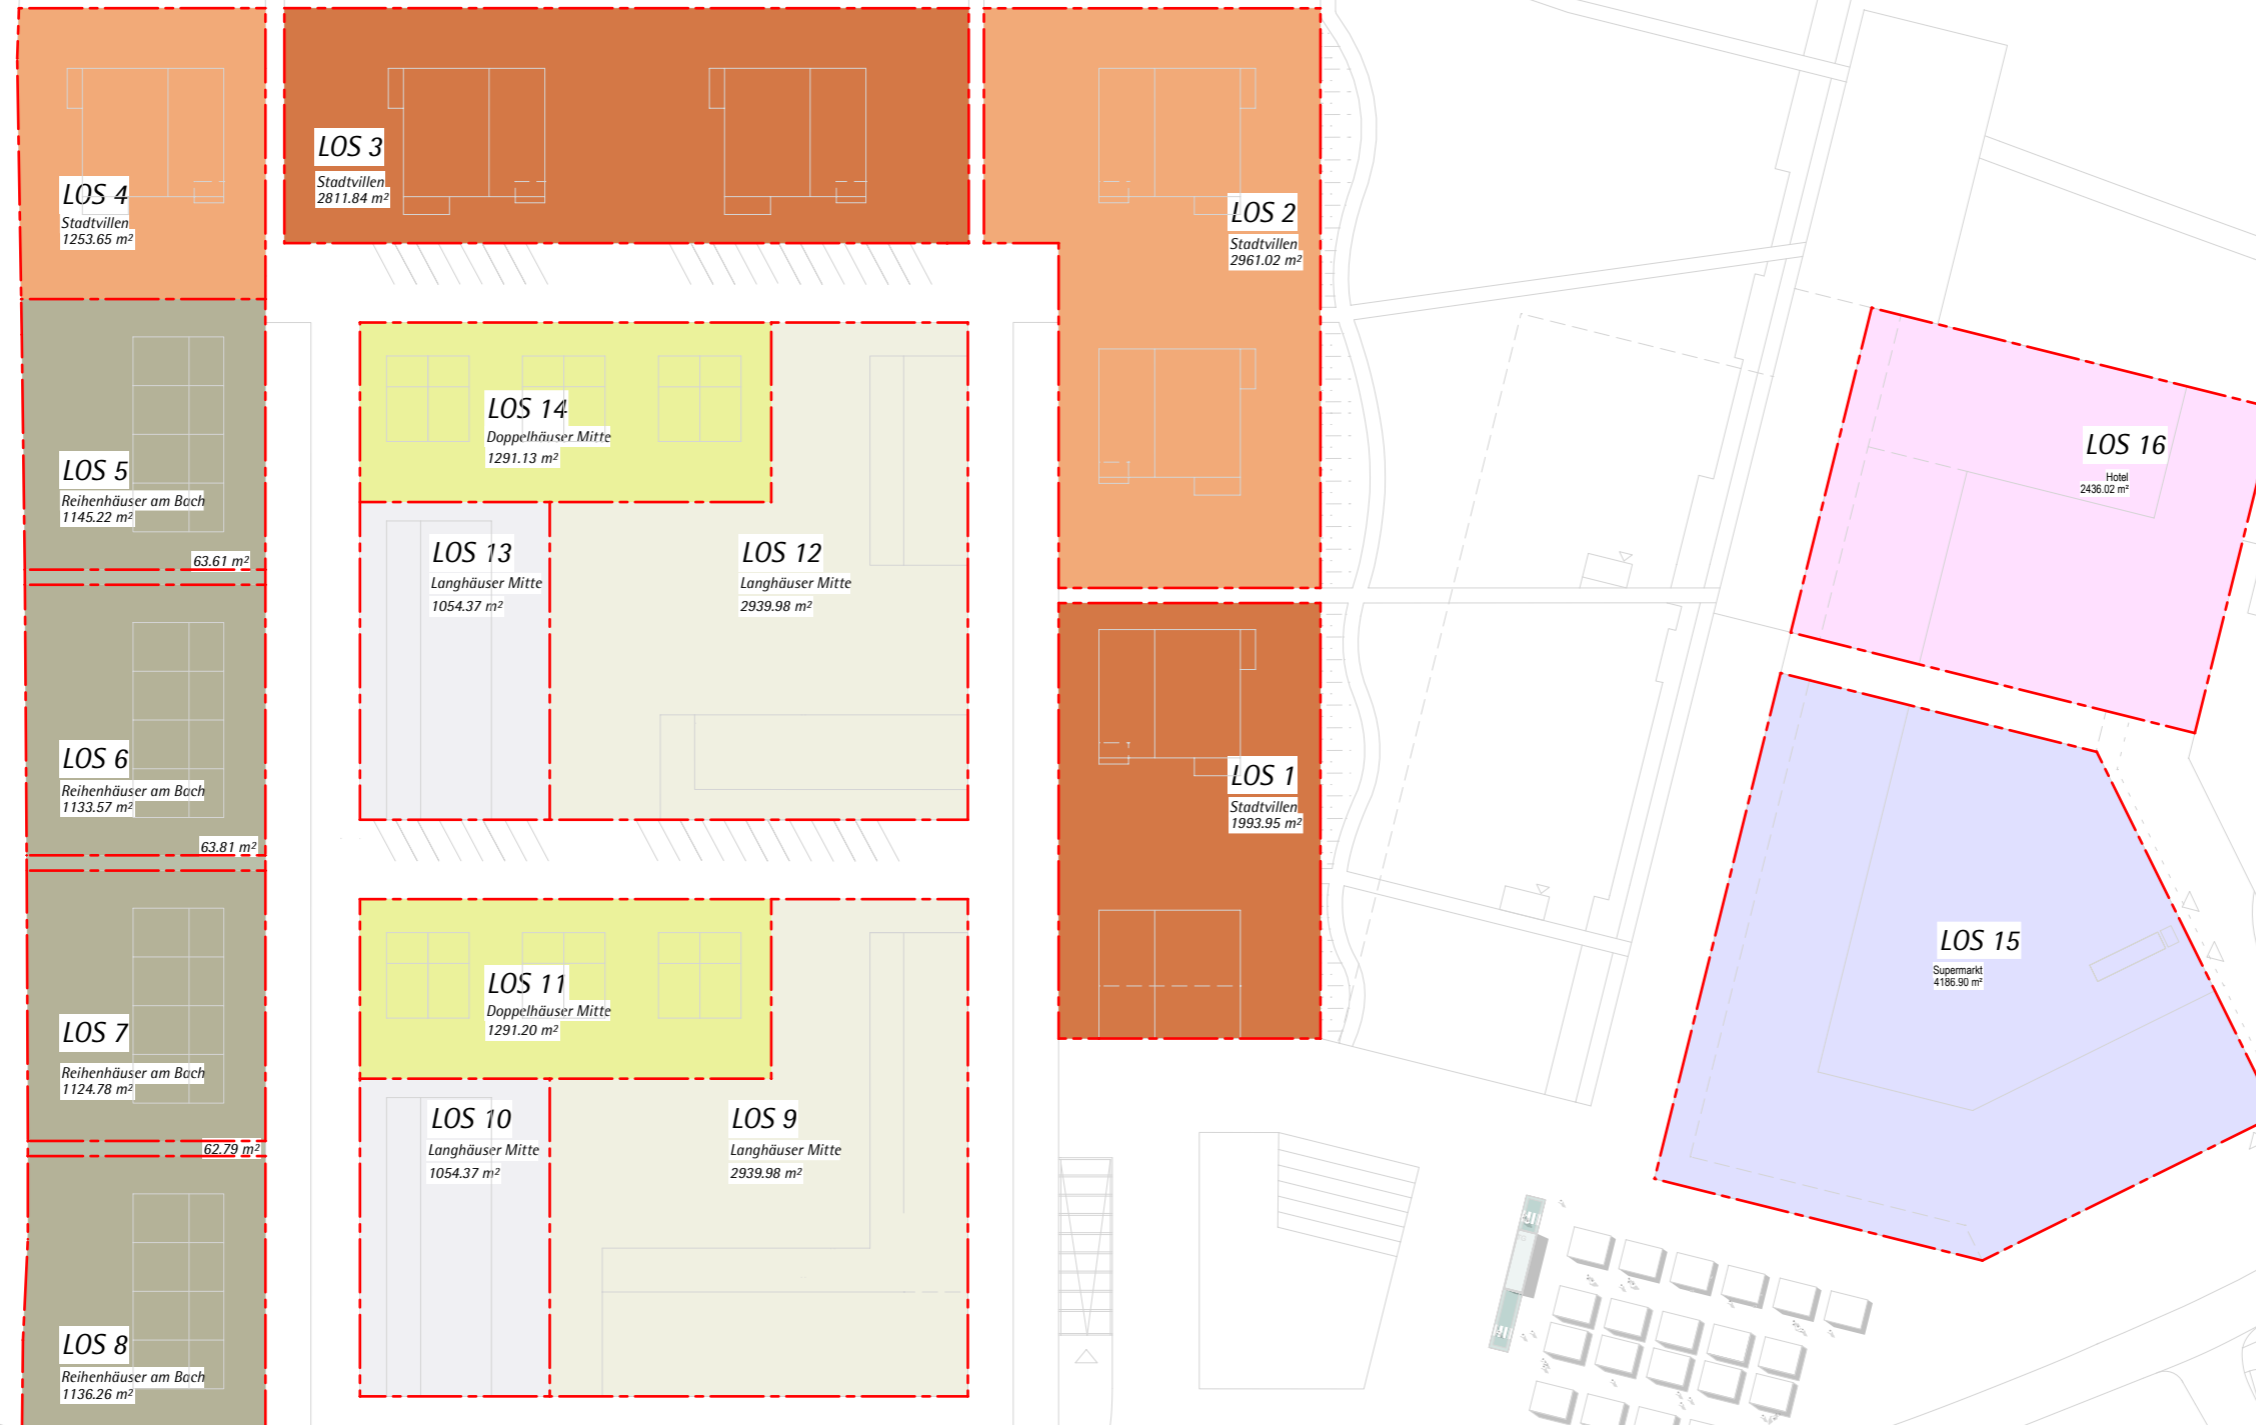 LOS 4
Stadtvillen
1253.65 m²
LOS 3
Stadtvillen
2811.84 m²
LOS 2
Stadtvillen
2961.02 m²
LOS 5
Reihenhäuser am Bach
1145.22 m²
63.61 m²
LOS 14
Doppelhäuser Mitte
1291.13 m²
LOS 13
Langhäuser Mitte
1054.37 m²
LOS 12
Langhäuser Mitte
2939.98 m²
LOS 16
Hotel
2436.02 m²
LOS 6
Reihenhäuser am Bach
1133.57 m²
63.81 m²
LOS 1
Stadtvillen
1993.95 m²
LOS 7
Reihenhäuser am Bach
1124.78 m²
62.79 m²
LOS 11
Doppelhäuser Mitte
1291.20 m²
LOS 15
Supermarkt
4186.90 m²
LOS 10
Langhäuser Mitte
1054.37 m²
LOS 9
Langhäuser Mitte
2939.98 m²
LOS 8
Reihenhäuser am Bach
1136.26 m²